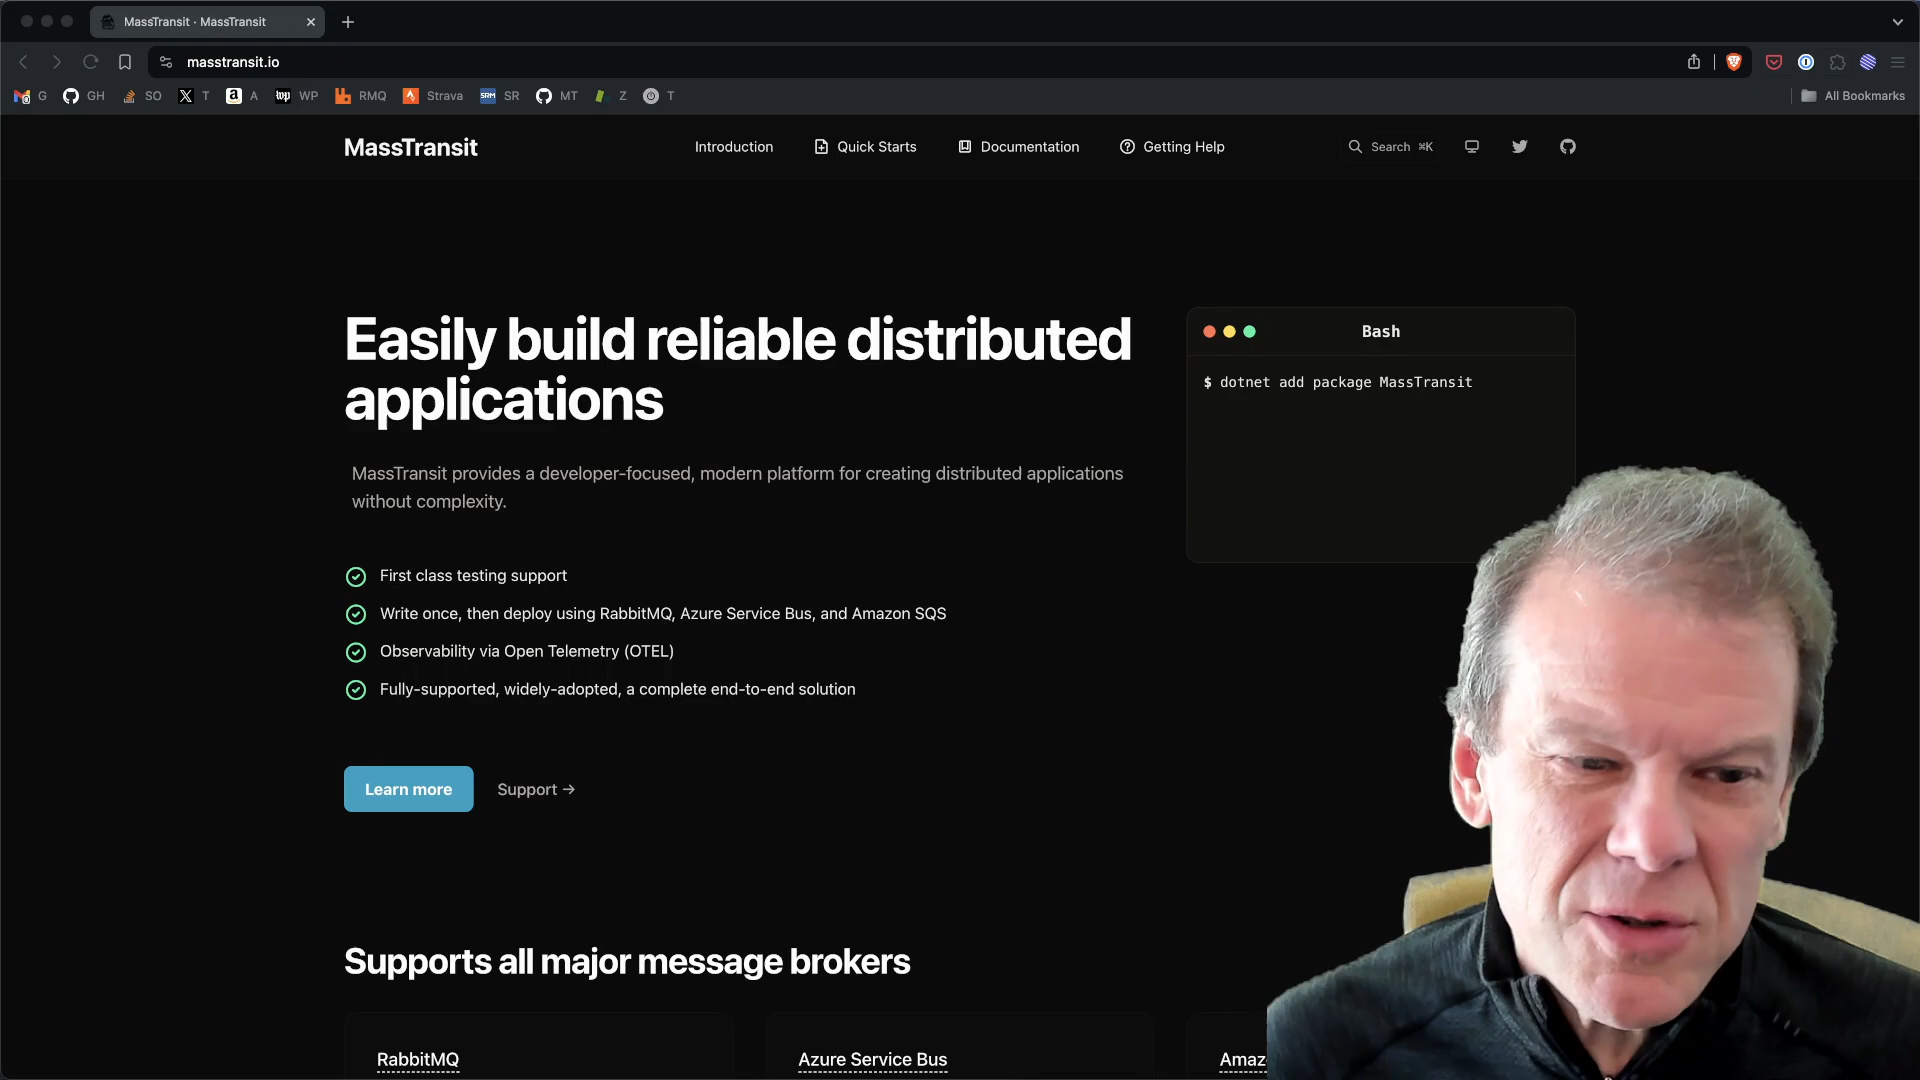 MassTransit · MassTransit
masstransit.io
G GH SO T A WP RMQ Strava SR MT Z T All Bookmarks
MassTransit Introduction Quick Starts Documentation Getting Help Search ⌘K
Easily build reliable distributed
applications
MassTransit provides a developer-focused, modern platform for creating distributed applications
without complexity.
First class testing support
Write once, then deploy using RabbitMQ, Azure Service Bus, and Amazon SQS
Observability via Open Telemetry (OTEL)
Fully-supported, widely-adopted, a complete end-to-end solution
Learn more Support →
Bash
$ dotnet add package MassTransit
Supports all major message brokers
RabbitMQ Azure Service Bus Amaz